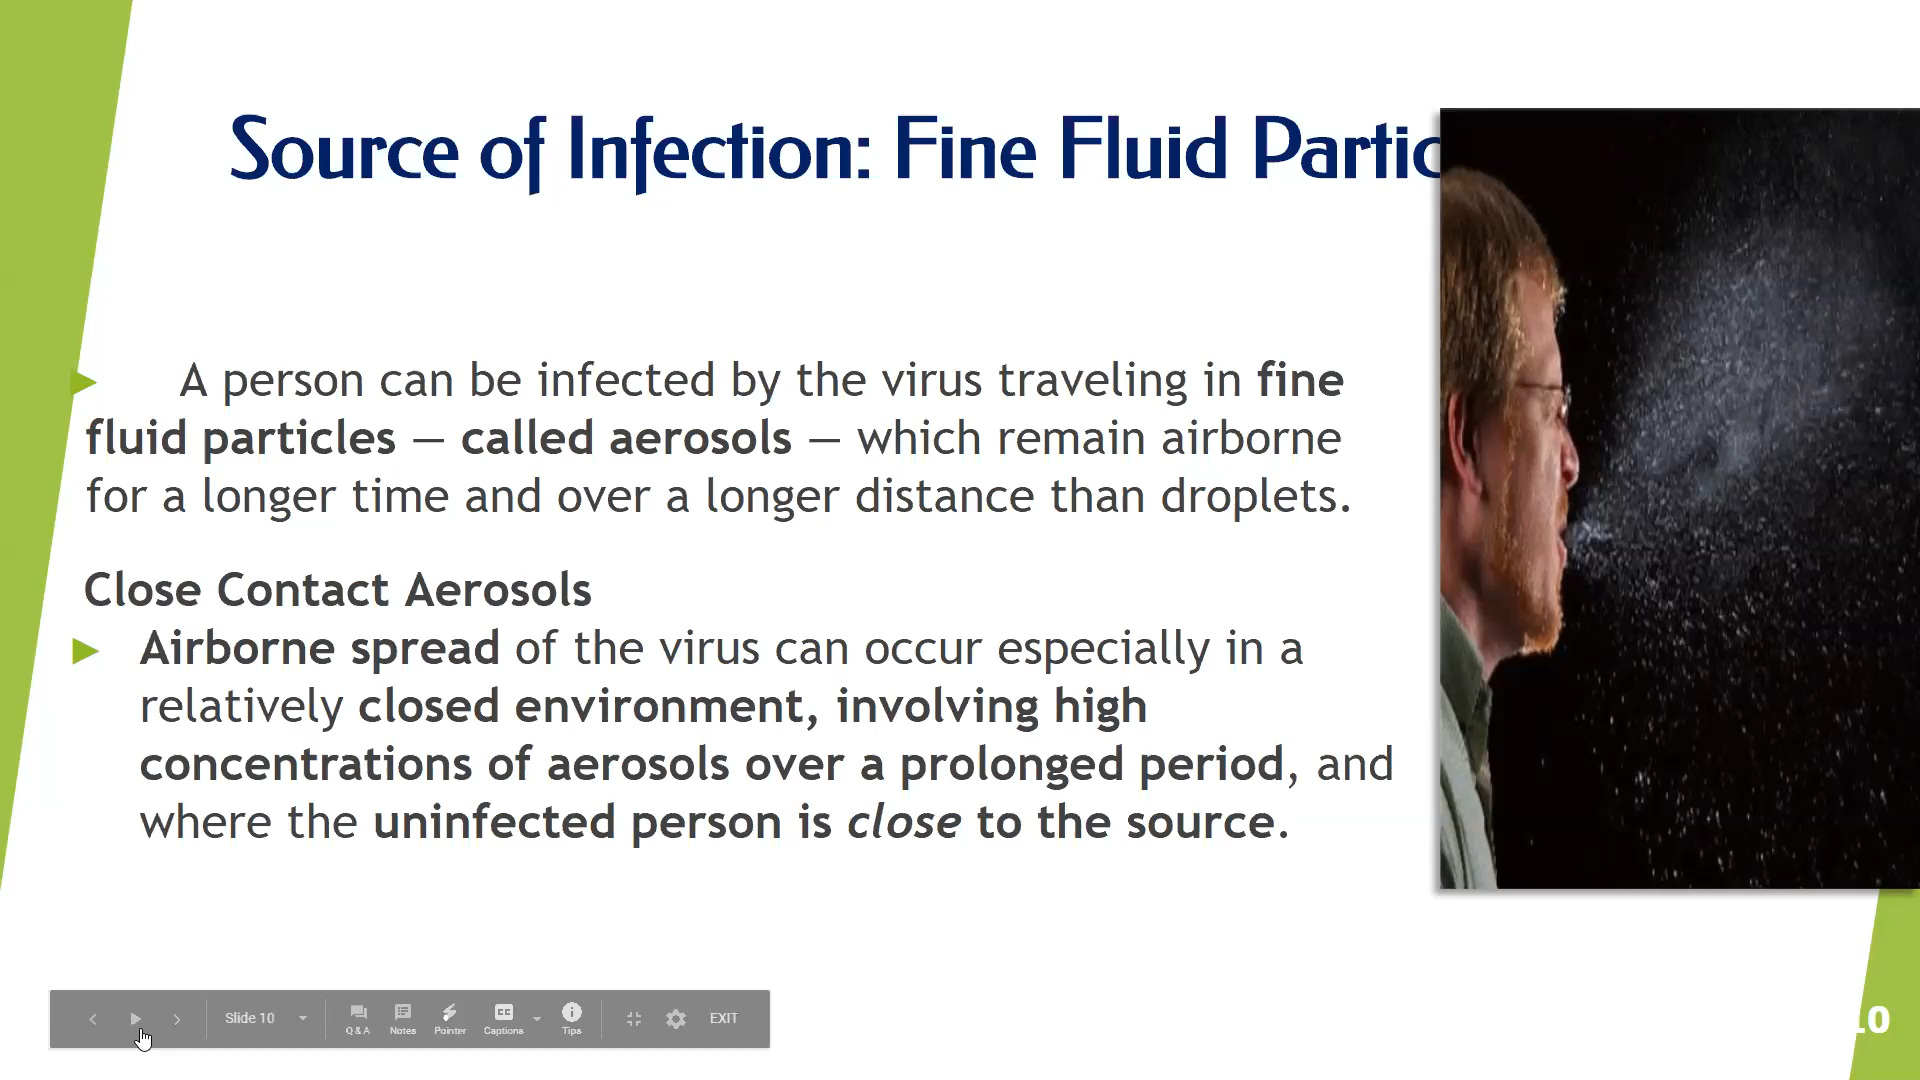 Source of Infection: Fine Fluid Partic
A person can be infected by the virus traveling in fine
fluid particles — called aerosols — which remain airborne
for a longer time and over a longer distance than droplets.
Close Contact Aerosols
Airborne spread of the virus can occur especially in a
relatively closed environment, involving high
concentrations of aerosols over a prolonged period, and
where the uninfected person is close to the source.
Slide 10
Q & A
Notes
Pointer
Captions
Tips
EXIT
10